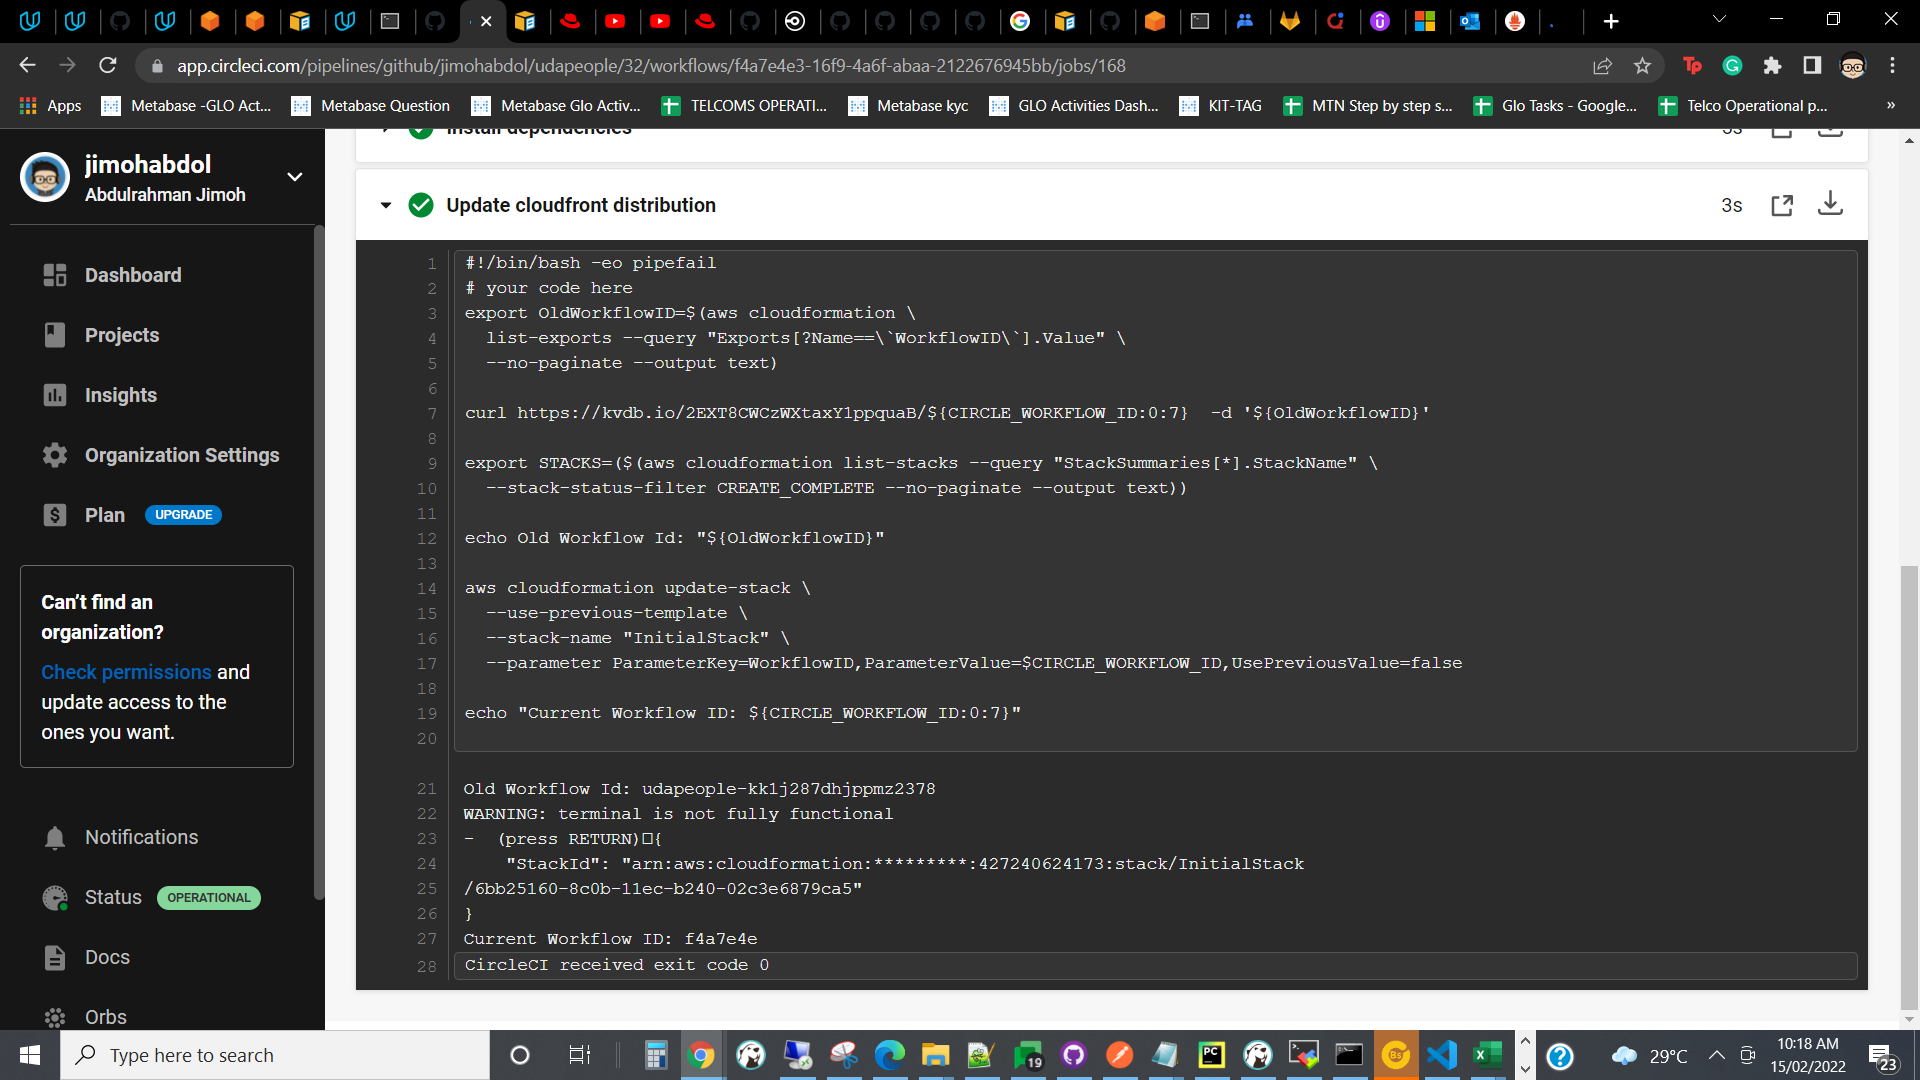 app.circleci.com/pipelines/github/jimohabdol/udapeople/32/workflows/f4a7e4e3-16f9-4a6f-abaa-2122676945bb/jobs/168
Apps
Metabase -GLO Act...
Metabase Question
Metabase Glo Activ...
TELCOMS OPERATI...
Metabase kyc
GLO Activities Dash...
KIT-TAG
MTN Step by step s...
Glo Tasks - Google...
Telco Operational p...
»
jimohabdol
Abdulrahman Jimoh
Dashboard
Projects
Insights
Organization Settings
Plan UPGRADE
Can't find an
organization?
Check permissions and
update access to the
ones you want.
Notifications
Status OPERATIONAL
Docs
Orbs
Install dependencies
Update cloudfront distribution 3s
1 #!/bin/bash -eo pipefail
2 # your code here
3 export OldWorkflowID=$(aws cloudformation \
4 list-exports --query "Exports[?Name==\`WorkflowID\`].Value" \
5 --no-paginate --output text)
6
7 curl https://kvdb.io/2EXT8CWCzWXtaxY1ppquaB/${CIRCLE_WORKFLOW_ID:0:7} -d '${OldWorkflowID}'
8
9 export STACKS=($(aws cloudformation list-stacks --query "StackSummaries[*].StackName" \
10 --stack-status-filter CREATE_COMPLETE --no-paginate --output text))
11
12 echo Old Workflow Id: "${OldWorkflowID}"
13
14 aws cloudformation update-stack \
15 --use-previous-template \
16 --stack-name "InitialStack" \
17 --parameter ParameterKey=WorkflowID,ParameterValue=$CIRCLE_WORKFLOW_ID,UsePreviousValue=false
18
19 echo "Current Workflow ID: ${CIRCLE_WORKFLOW_ID:0:7}"
20
21 Old Workflow Id: udapeople-kk1j287dhjppmz2378
22 WARNING: terminal is not fully functional
23 - (press RETURN)□{
24 "StackId": "arn:aws:cloudformation:*********:427240624173:stack/InitialStack
25 /6bb25160-8c0b-11ec-b240-02c3e6879ca5"
26 }
27 Current Workflow ID: f4a7e4e
28 CircleCI received exit code 0
Type here to search
19
29°C
10:18 AM
15/02/2022
23